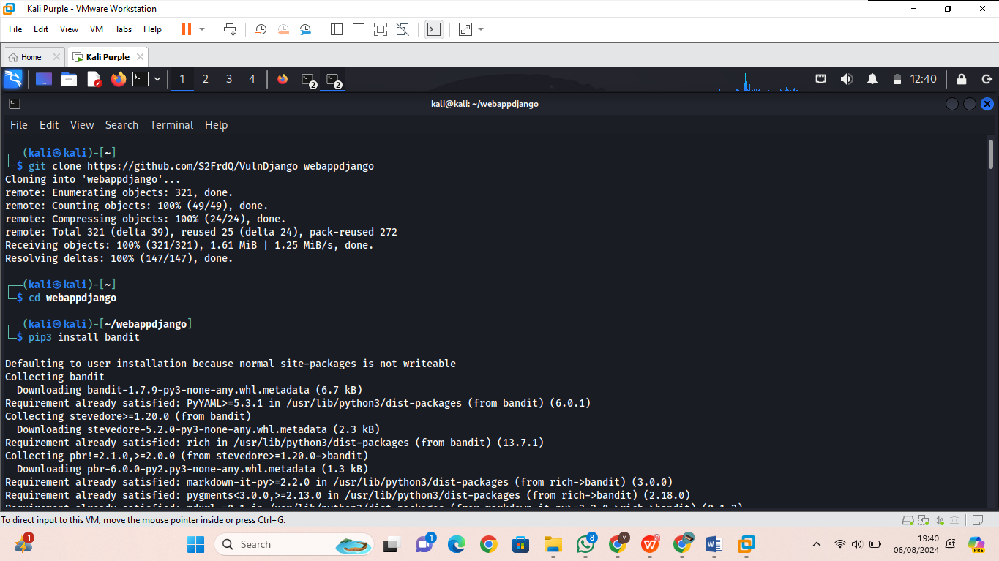 Kali Purple - VMware Workstation
File Edit View VM Tabs Help
Home Kali Purple
1 2 3 4 2 2 12:40
kali@kali: ~/webappdjango
File Edit View Search Terminal Help
┌──(kali㉿kali)-[~]
└─$ git clone https://github.com/S2FrdQ/VulnDjango webappdjango
Cloning into 'webappdjango'...
remote: Enumerating objects: 321, done.
remote: Counting objects: 100% (49/49), done.
remote: Compressing objects: 100% (24/24), done.
remote: Total 321 (delta 39), reused 25 (delta 24), pack-reused 272
Receiving objects: 100% (321/321), 1.61 MiB | 1.25 MiB/s, done.
Resolving deltas: 100% (147/147), done.
┌──(kali㉿kali)-[~]
└─$ cd webappdjango
┌──(kali㉿kali)-[~/webappdjango]
└─$ pip3 install bandit
Defaulting to user installation because normal site-packages is not writeable
Collecting bandit
Downloading bandit-1.7.9-py3-none-any.whl.metadata (6.7 kB)
Requirement already satisfied: PyYAML>=5.3.1 in /usr/lib/python3/dist-packages (from bandit) (6.0.1)
Collecting stevedore>=1.20.0 (from bandit)
Downloading stevedore-5.2.0-py3-none-any.whl.metadata (2.3 kB)
Requirement already satisfied: rich in /usr/lib/python3/dist-packages (from bandit) (13.7.1)
Collecting pbr!=2.1.0,>=2.0.0 (from stevedore>=1.20.0->bandit)
Downloading pbr-6.0.0-py2.py3-none-any.whl.metadata (1.3 kB)
Requirement already satisfied: markdown-it-py>=2.2.0 in /usr/lib/python3/dist-packages (from rich->bandit) (3.0.0)
Requirement already satisfied: pygments<3.0.0,>=2.13.0 in /usr/lib/python3/dist-packages (from rich->bandit) (2.18.0)
To direct input to this VM, move the mouse pointer inside or press Ctrl+G.
1 Search 1 8 19:40
06/08/2024 PRE